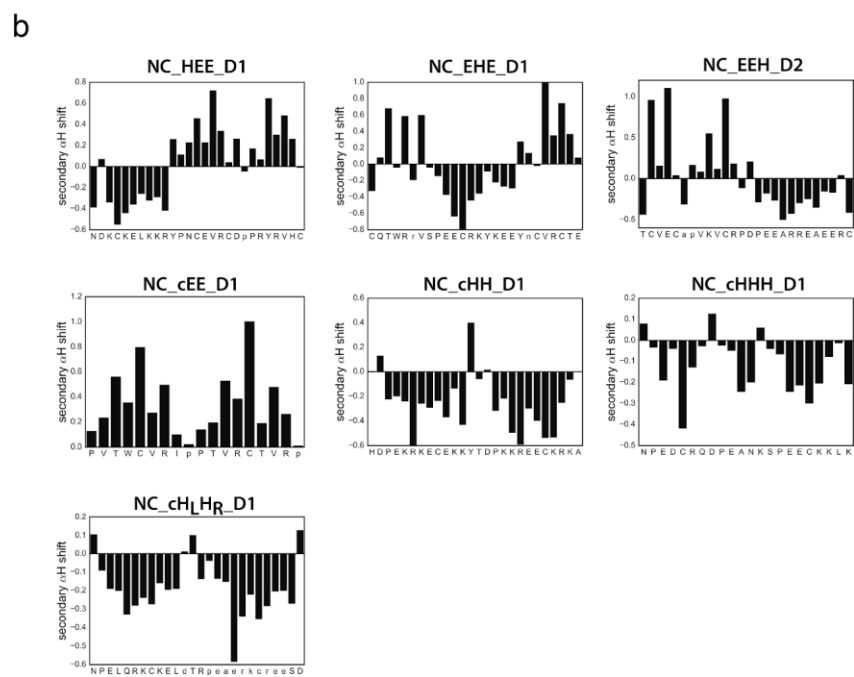 b
NC_HEE_D1
NC_EHE_D1
NC_EEH_D2
secondary αH shift
0.8
0.6
0.4
0.2
0.0
−0.2
−0.4
−0.6
N D K C K E L K K R Y P N C E V R C D p P R Y R V H C
secondary αH shift
1.0
0.8
0.6
0.4
0.2
0.0
−0.2
−0.4
−0.6
−0.8
C Q T W R r V S P E E C R K Y K E E Y n C V R C T E
secondary αH shift
1.0
0.5
0.0
−0.5
T C V E C a p V K V C R P D P E E A R R E A E E R C
NC_cEE_D1
NC_cHH_D1
NC_cHHH_D1
secondary αH shift
1.2
1.0
0.8
0.6
0.4
0.2
0.0
P V T W C V R I p P T V R C T V R p
secondary αH shift
0.6
0.4
0.2
0.0
−0.2
−0.4
−0.6
H D P E K R K E C E K K Y T D P K K R E E C K R K A
secondary αH shift
0.2
0.1
0.0
−0.1
−0.2
−0.3
−0.4
−0.5
N P E D C R Q D P E A N K S P E E C K K L K
NC_cHLHR_D1
secondary αH shift
0.2
0.1
0.0
−0.1
−0.2
−0.3
−0.4
−0.5
−0.6
N P E L Q R K C K E L d T R p e a e r k c r e e S D